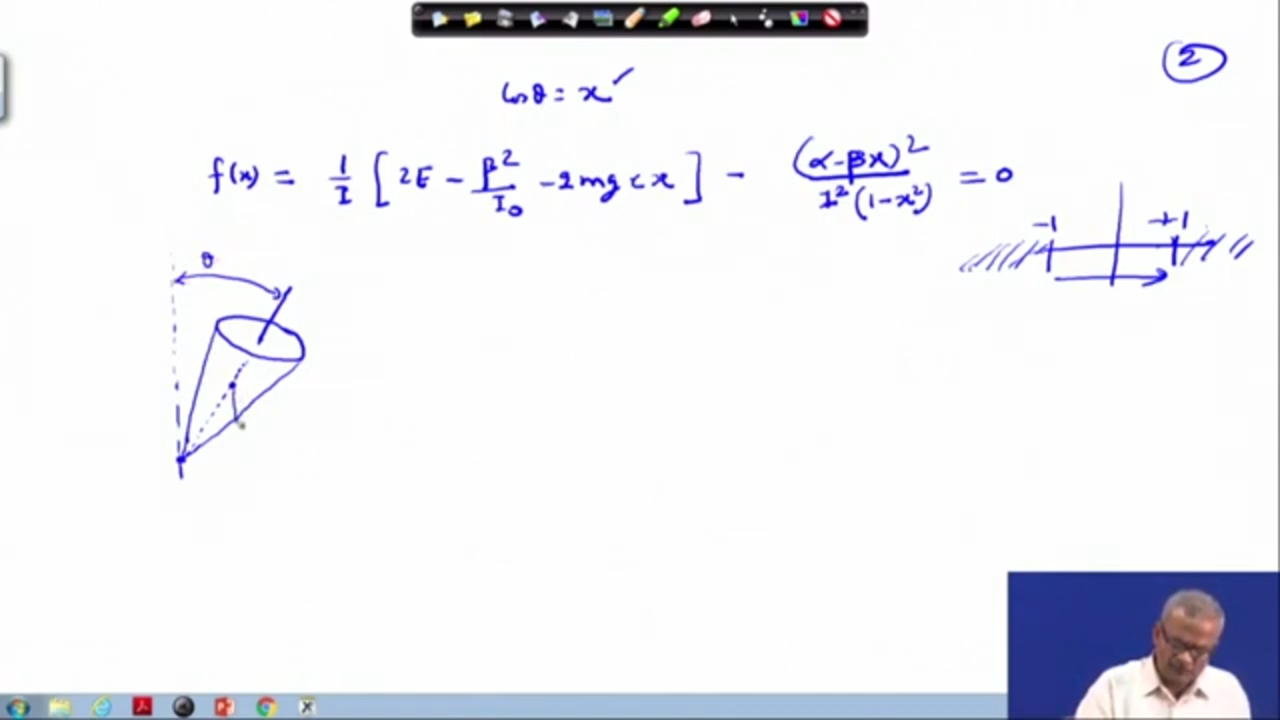 2
cos θ = x ✓
f(x) = 1/I [2E - β²/I₀ - 2mgcx] - (α-βx)²/I²(1-x²) = 0
-1 +1
θ